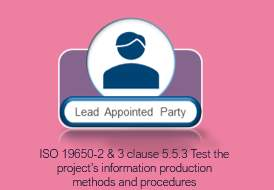 Lead Appointed Party
ISO 19650-2 & 3 clause 5.5.3 Test the
project's information production
methods and procedures